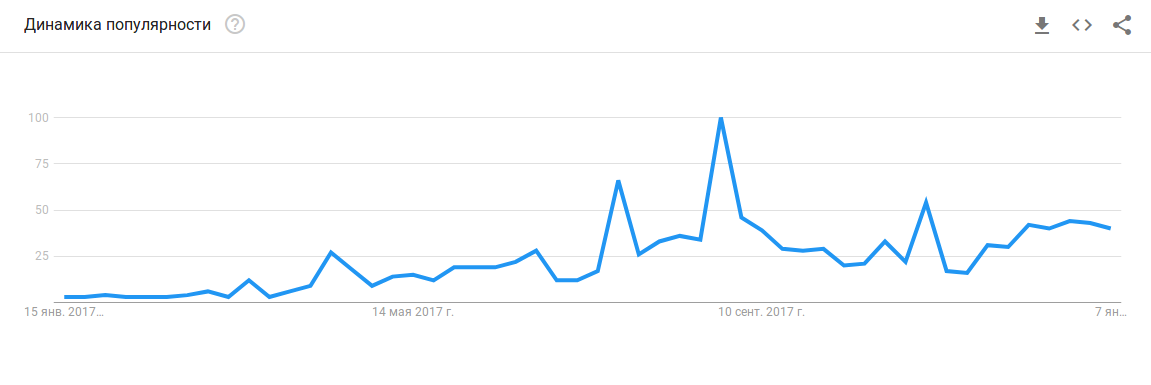 Динамика популярности
100
75
50
25
15 янв. 2017…
14 мая 2017 г.
10 сент. 2017 г.
7 ян…